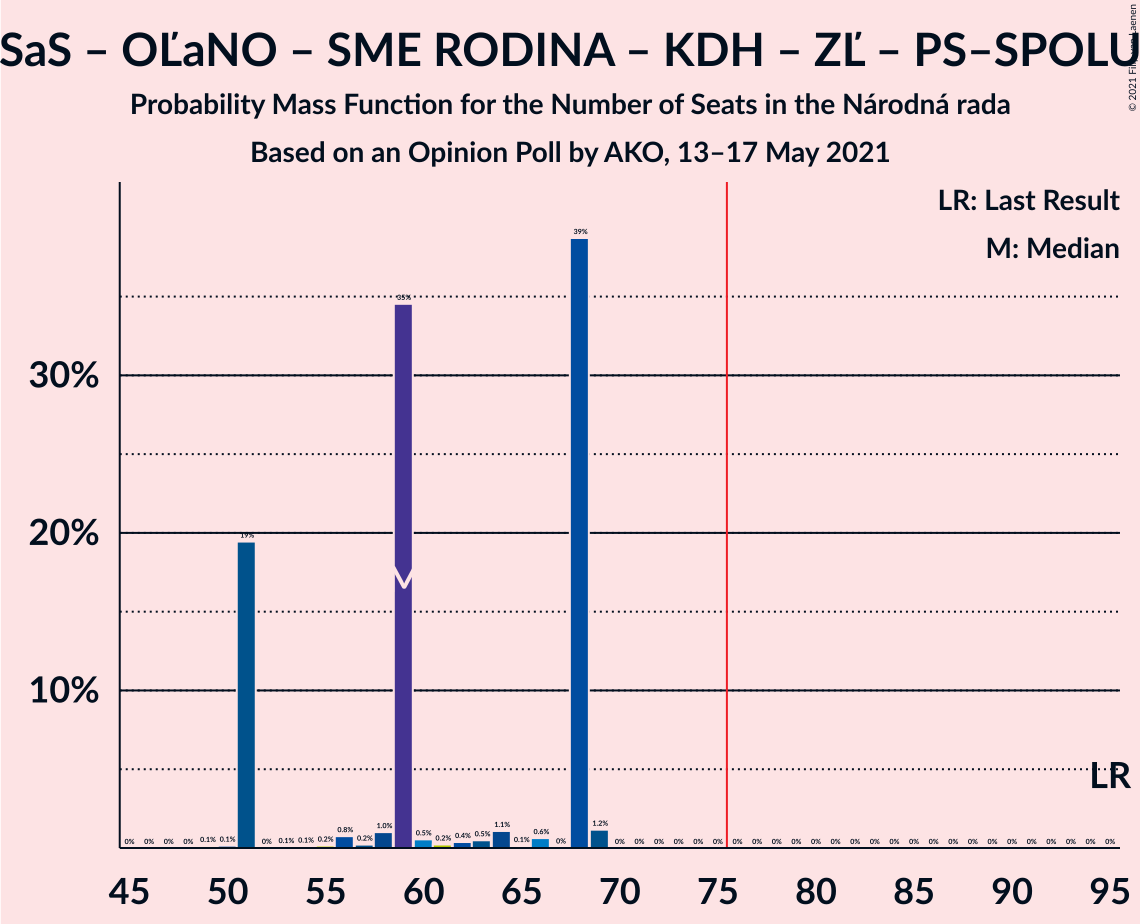 SaS – OĽaNO – SME RODINA – KDH – ZĽ – PS–SPOLU
Probability Mass Function for the Number of Seats in the Národná rada
Based on an Opinion Poll by AKO, 13–17 May 2021
© 2021 Filip van Laenen
LR: Last Result
M: Median
39%
35%
30%
20%
19%
10%
LR
0% 0% 0% 0% 0.1% 0.1% 0% 0.1% 0.1% 0.2% 0.8% 0.2% 1.0% 0.5% 0.2% 0.4% 0.5% 1.1% 0.1% 0.6% 0% 1.2% 0% 0% 0% 0% 0% 0% 0% 0% 0% 0% 0% 0% 0% 0% 0% 0% 0% 0% 0% 0% 0% 0% 0% 0% 0% 0%
45 50 55 60 65 70 75 80 85 90 95